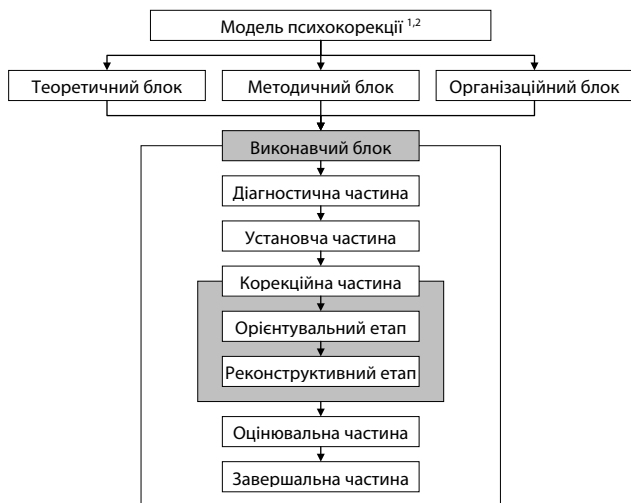 Модель психокорекції 1,2
Теоретичний блок
Методичний блок
Організаційний блок
Виконавчий блок
Діагностична частина
Установча частина
Корекційна частина
Орієнтувальний етап
Реконструктивний етап
Оцінювальна частина
Завершальна частина